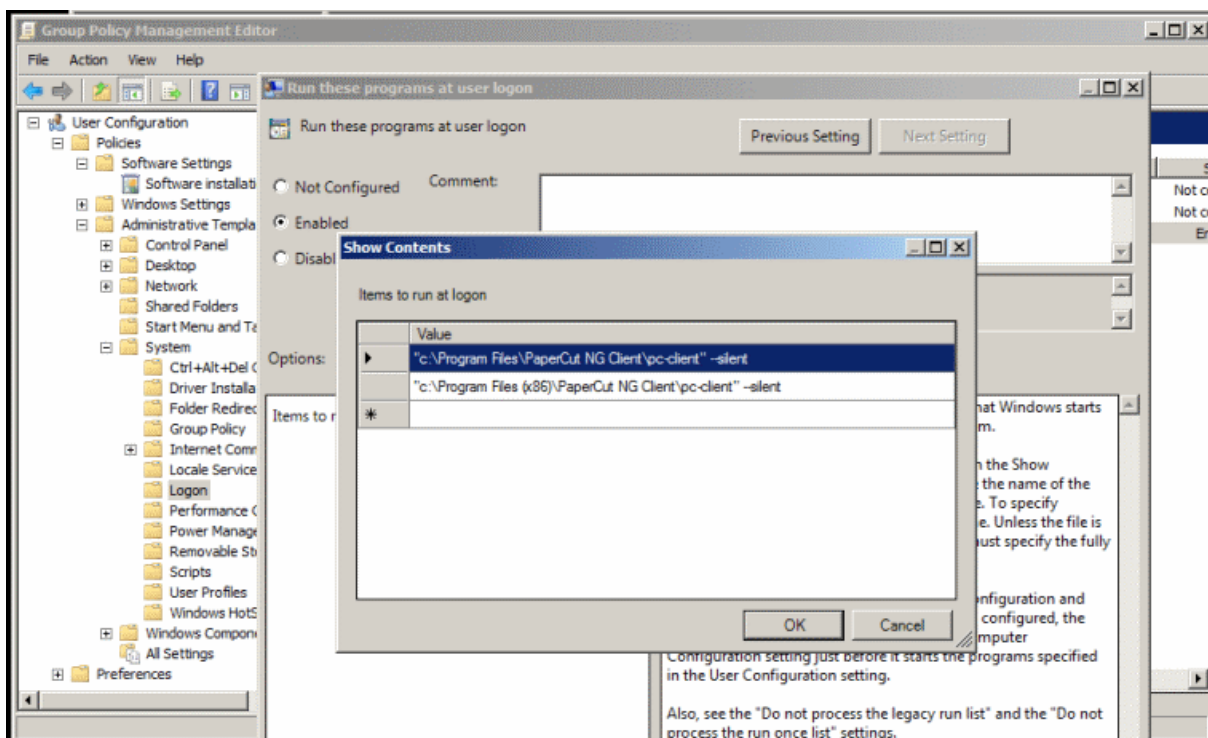 Group Policy Management Editor
File Action View Help
User Configuration
Policies
Software Settings
Software installati
Windows Settings
Administrative Templa
Control Panel
Desktop
Network
Shared Folders
Start Menu and Ta
System
Ctrl+Alt+Del
Driver Installa
Folder Redirec
Group Policy
Internet Comm
Locale Service
Logon
Performance
Power Manage
Removable St
Scripts
User Profiles
Windows HotS
Windows Compon
All Settings
Preferences
Run these programs at user logon
Run these programs at user logon
Previous Setting Next Setting
Not Configured Comment:
Enabled
Disabl
Options:
Items to r
Show Contents
Items to run at logon
Value
"c:\Program Files\PaperCut NG Client\pc-client" --silent
"c:\Program Files (x86)\PaperCut NG Client\pc-client" --silent
OK Cancel
hat Windows starts
m.
n the Show
the name of the
e. To specify
e. Unless the file is
ust specify the fully
nfiguration and
configured, the
mputer
Configuration setting just before it starts the programs specified
in the User Configuration setting.
Also, see the "Do not process the legacy run list" and the "Do not
process the run once list" settings.
S
Not c
Not c
Er